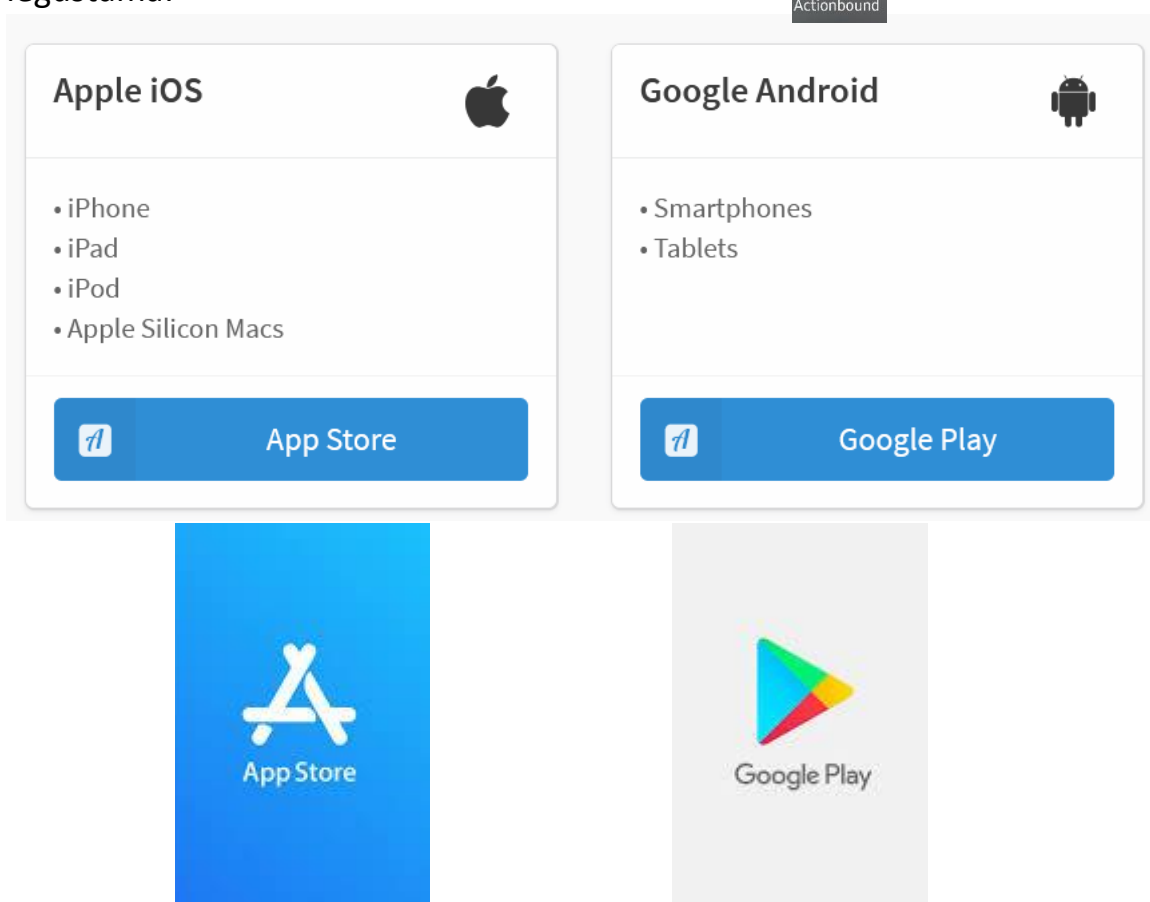 Actionbound
Apple iOS
• iPhone
• iPad
• iPod
• Apple Silicon Macs
App Store
Google Android
• Smartphones
• Tablets
Google Play
App Store
Google Play